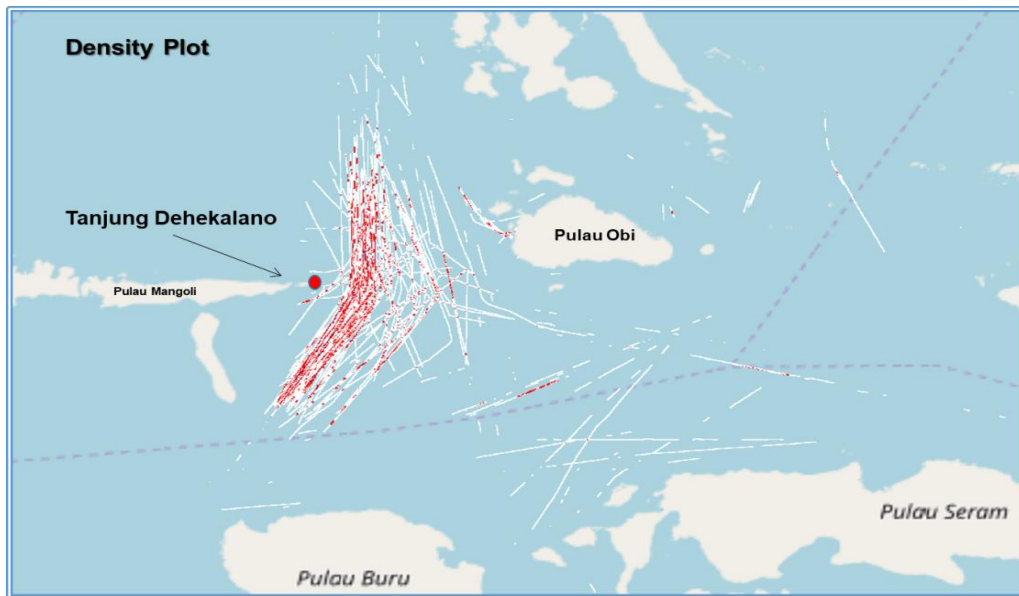 Density Plot
Tanjung Dehekalano
Pulau Obi
Pulau Mangoli
Pulau Seram
Pulau Buru